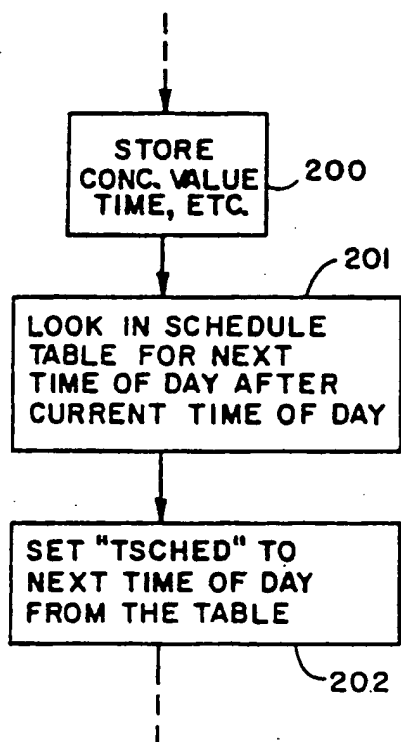 STORE
CONC. VALUE
TIME, ETC.
200
201
LOOK IN SCHEDULE
TABLE FOR NEXT
TIME OF DAY AFTER
CURRENT TIME OF DAY
SET "TSCHED" TO
NEXT TIME OF DAY
FROM THE TABLE
202